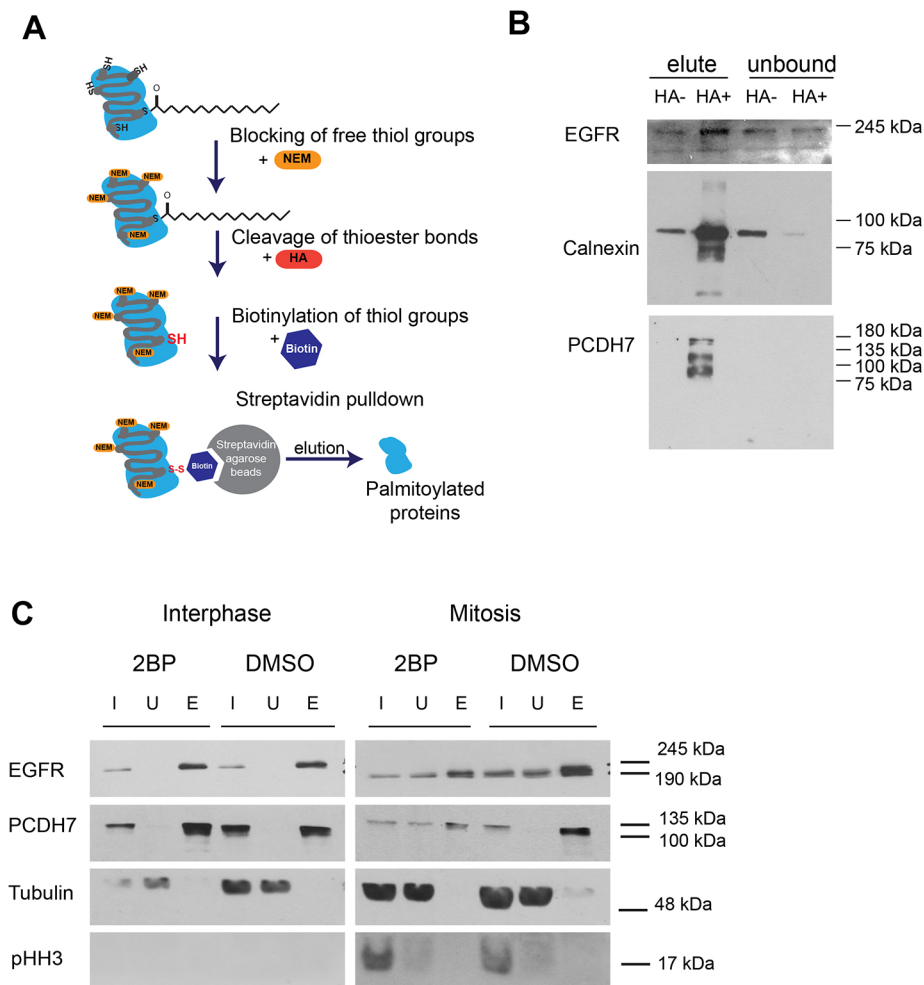 A
SH
SH
HS
O
S
SH
Blocking of free thiol groups
+ NEM
NEM
NEM
NEM
O
S
NEM
Cleavage of thioester bonds
+ HA
NEM
NEM
NEM
SH
NEM
Biotinylation of thiol groups
+
Biotin
Streptavidin pulldown
NEM
NEM
NEM
S-S
Biotin
Streptavidin
agarose
beads
NEM
elution
Palmitoylated
proteins
B
elute unbound
HA- HA+ HA- HA+
EGFR
245 kDa
Calnexin
100 kDa
75 kDa
PCDH7
180 kDa
135 kDa
100 kDa
75 kDa
C
Interphase Mitosis
2BP DMSO 2BP DMSO
I U E I U E I U E I U E
EGFR
245 kDa
190 kDa
PCDH7
135 kDa
100 kDa
Tubulin
48 kDa
pHH3
17 kDa